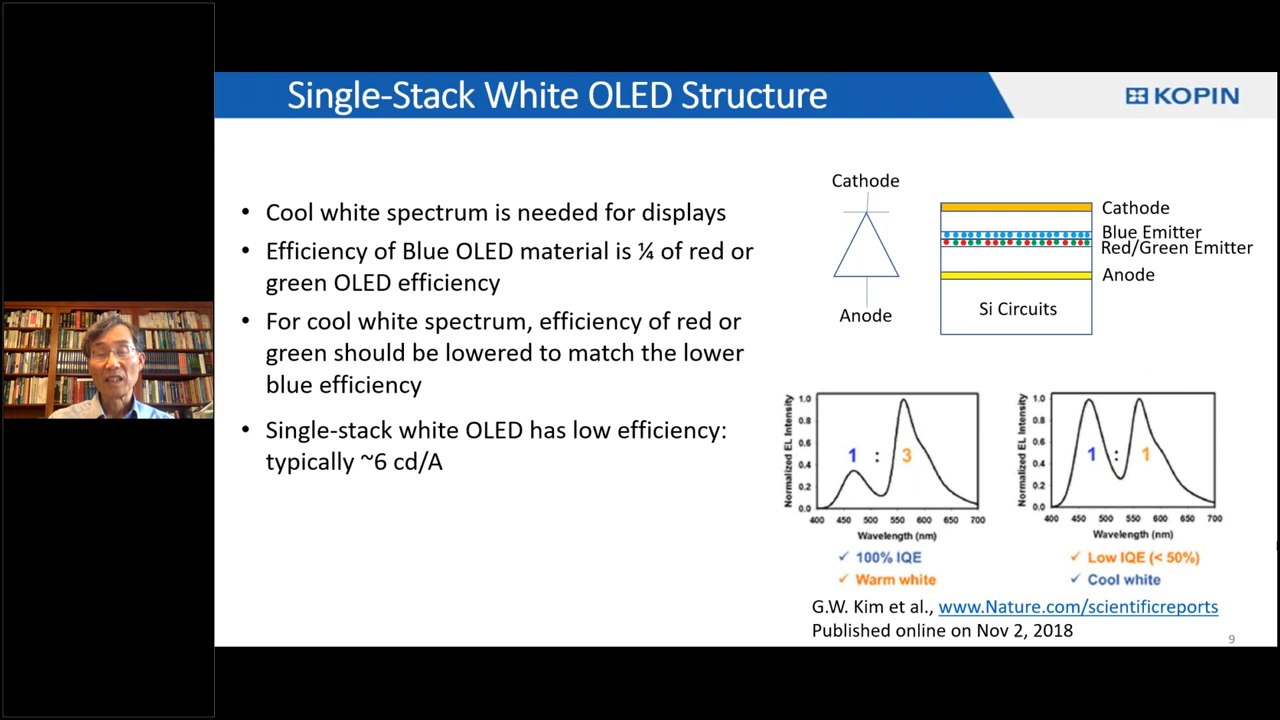 Single-Stack White OLED Structure
KOPIN
• Cool white spectrum is needed for displays
• Efficiency of Blue OLED material is ¼ of red or
green OLED efficiency
• For cool white spectrum, efficiency of red or
green should be lowered to match the lower
blue efficiency
• Single-stack white OLED has low efficiency:
typically ~6 cd/A
Cathode
Anode
Cathode
Blue Emitter
Red/Green Emitter
Anode
Si Circuits
Normalized EL Intensity
1.0
0.8
0.6
0.4
0.2
0.0
1 : 3
400 450 500 550 600 650 700
Wavelength (nm)
✓ 100% IQE
✓ Warm white
Normalized EL Intensity
1.0
0.8
0.6
0.4
0.2
0.0
1 : 1
400 450 500 550 600 650 700
Wavelength (nm)
✓ Low IQE (< 50%)
✓ Cool white
G.W. Kim et al., www.Nature.com/scientificreports
Published online on Nov 2, 2018
9